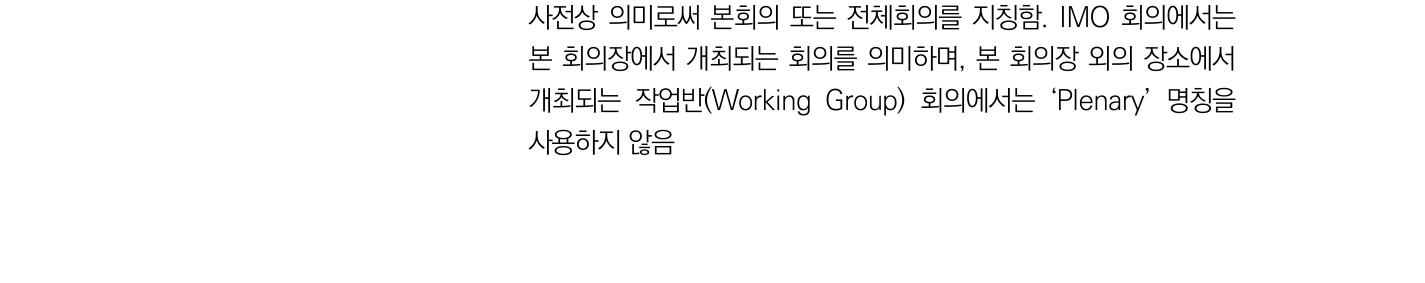 사전상 의미로써 본회의 또는 전체회의를 지칭함. IMO 회의에서는
본 회의장에서 개최되는 회의를 의미하며, 본 회의장 외의 장소에서
개최되는 작업반(Working Group) 회의에서는 ‘Plenary’ 명칭을
사용하지 않음